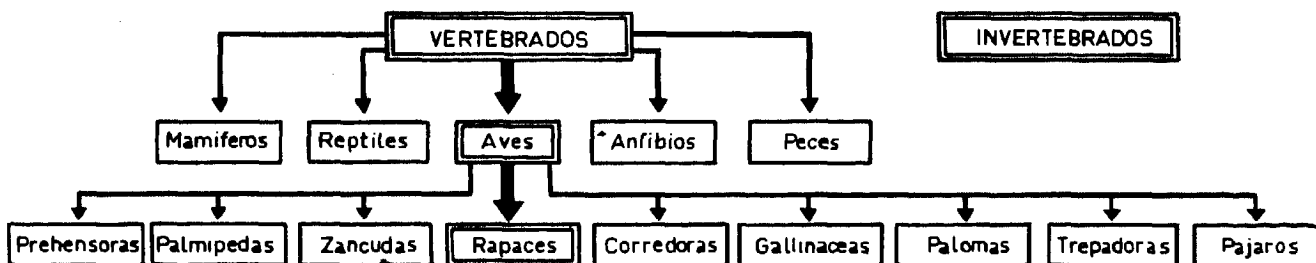 VERTEBRADOS INVERTEBRADOS
Mamiferos Reptiles Aves Anfibios Peces
Prehensoras Palmipedas Zancudas Rapaces Corredoras Gallinaceas Palomas Trepadoras Pajaros